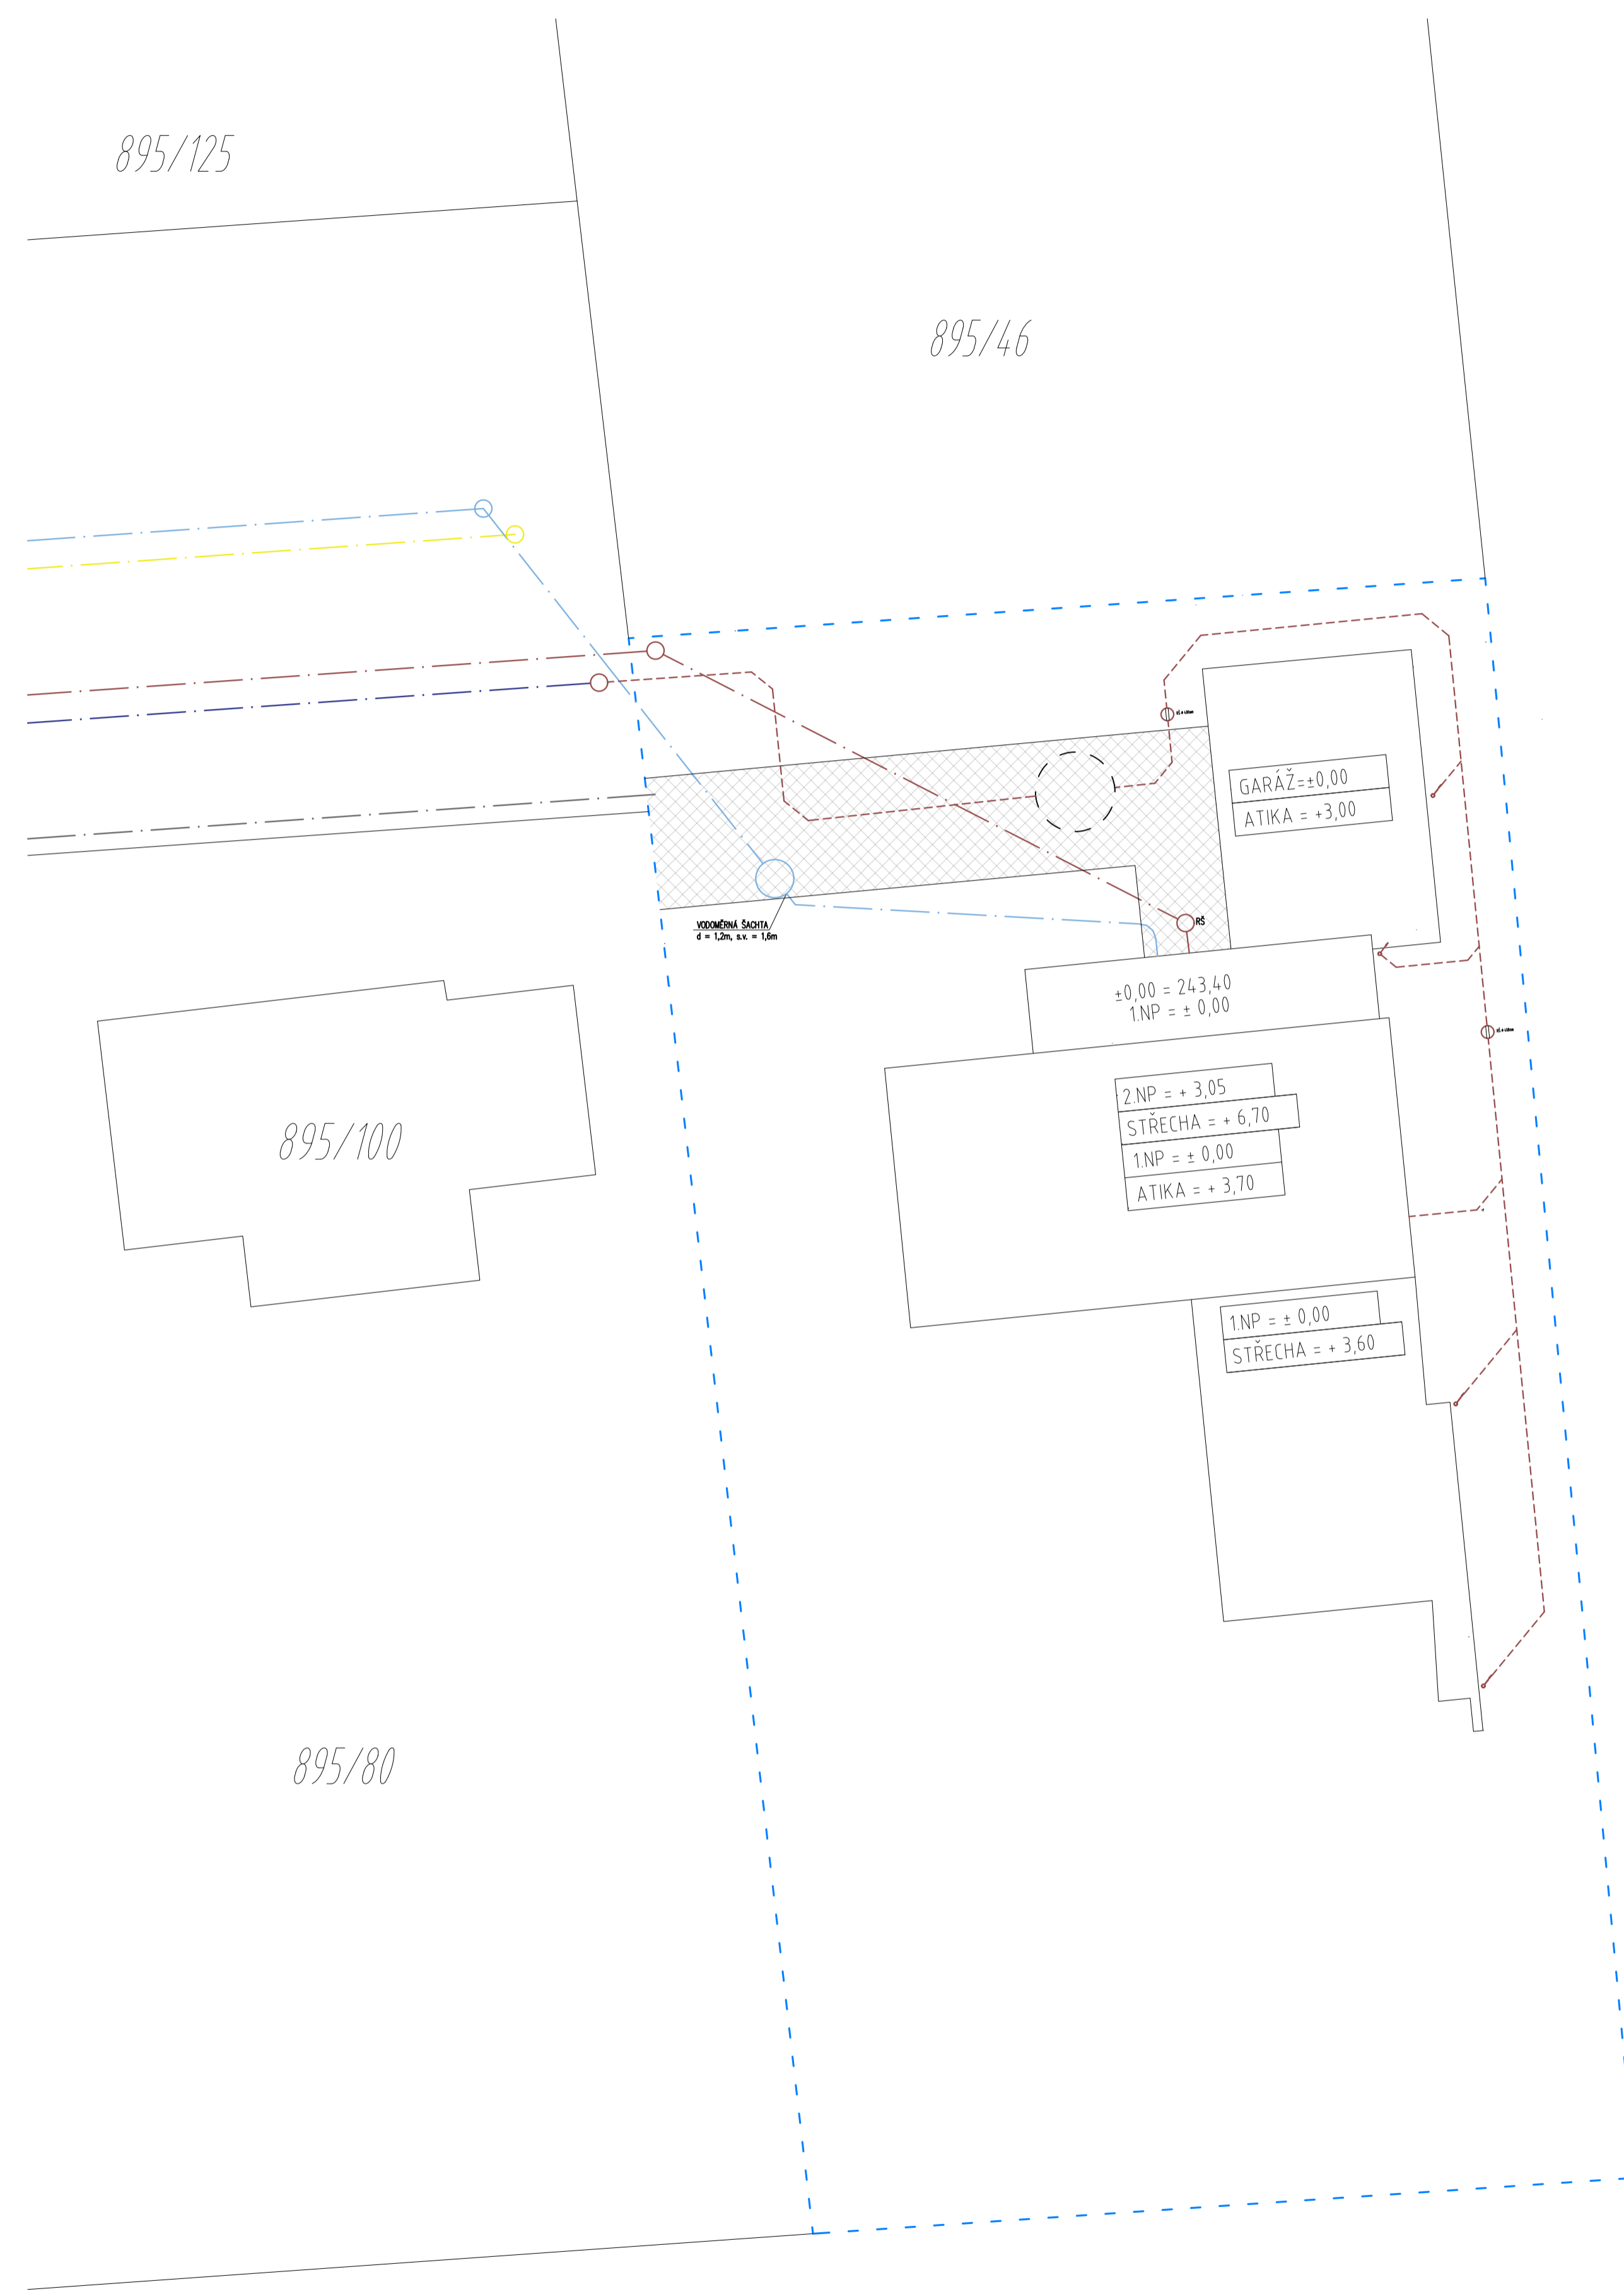 895/125
895/46
GARÁŽ=±0,00
ATIKA = +3,00
VODOMĚRNÁ ŠACHTA
d = 1,2m, s.v. = 1,6m
RŠ
±0,00 = 243,40
1.NP = ± 0,00
2.NP = + 3,05
STŘECHA = + 6,70
1.NP = ± 0,00
ATIKA = + 3,70
895/100
1.NP = ± 0,00
STŘECHA = + 3,60
895/80